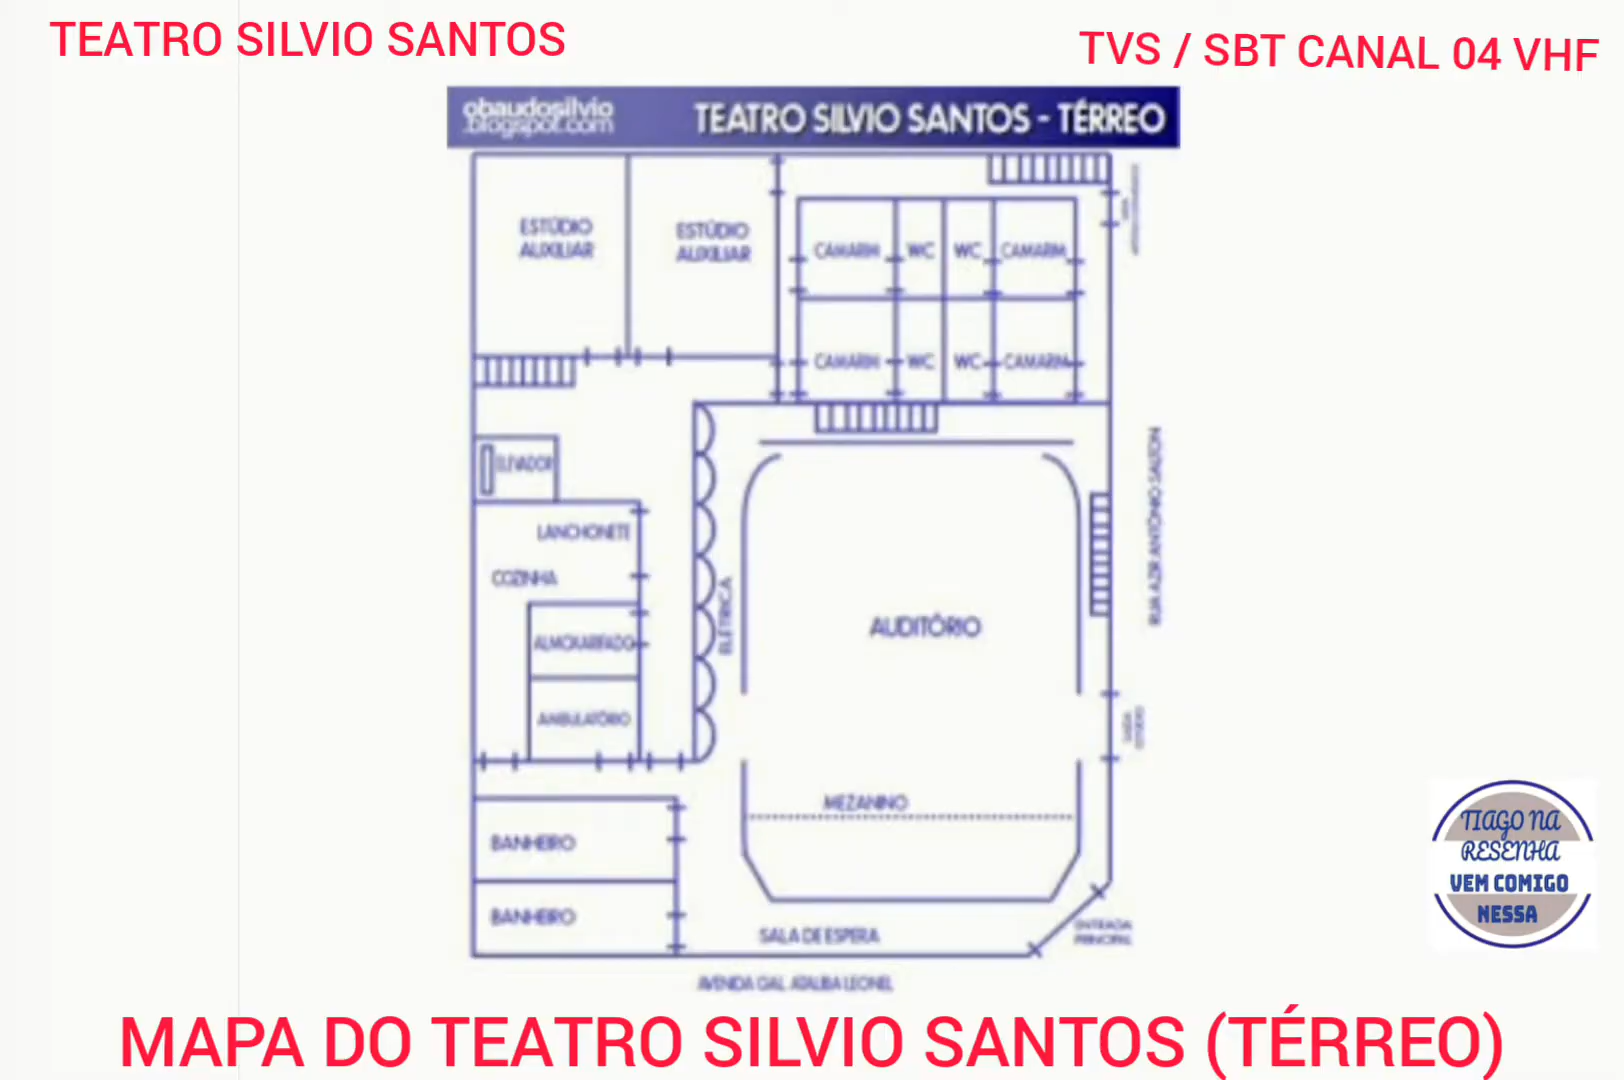 TEATRO SILVIO SANTOS
TVS / SBT CANAL 04 VHF
obaudosilvio
.blogspot.com
TEATRO SILVIO SANTOS - TÉRREO
ESTÚDIO
AUXILIAR
ESTÚDIO
AUXILIAR
CAMARIM
WC
WC
CAMARIM
CAMARIM
WC
WC
CAMARIM
ELEVADOR
LANCHONETE
COZINHA
ALMOXARIFADO
AMBULATÓRIO
ELÉTRICA
AUDITÓRIO
RUA AZIR ANTÔNIO SALTON
SAÍDA
ESTÚDIO
MEZANINO
BANHEIRO
BANHEIRO
SALA DE ESPERA
ENTRADA
PRINCIPAL
AVENIDA GAL ATALIBA LEONEL
TIAGO NA
RESENHA
VEM COMIGO
NESSA
MAPA DO TEATRO SILVIO SANTOS (TÉRREO)